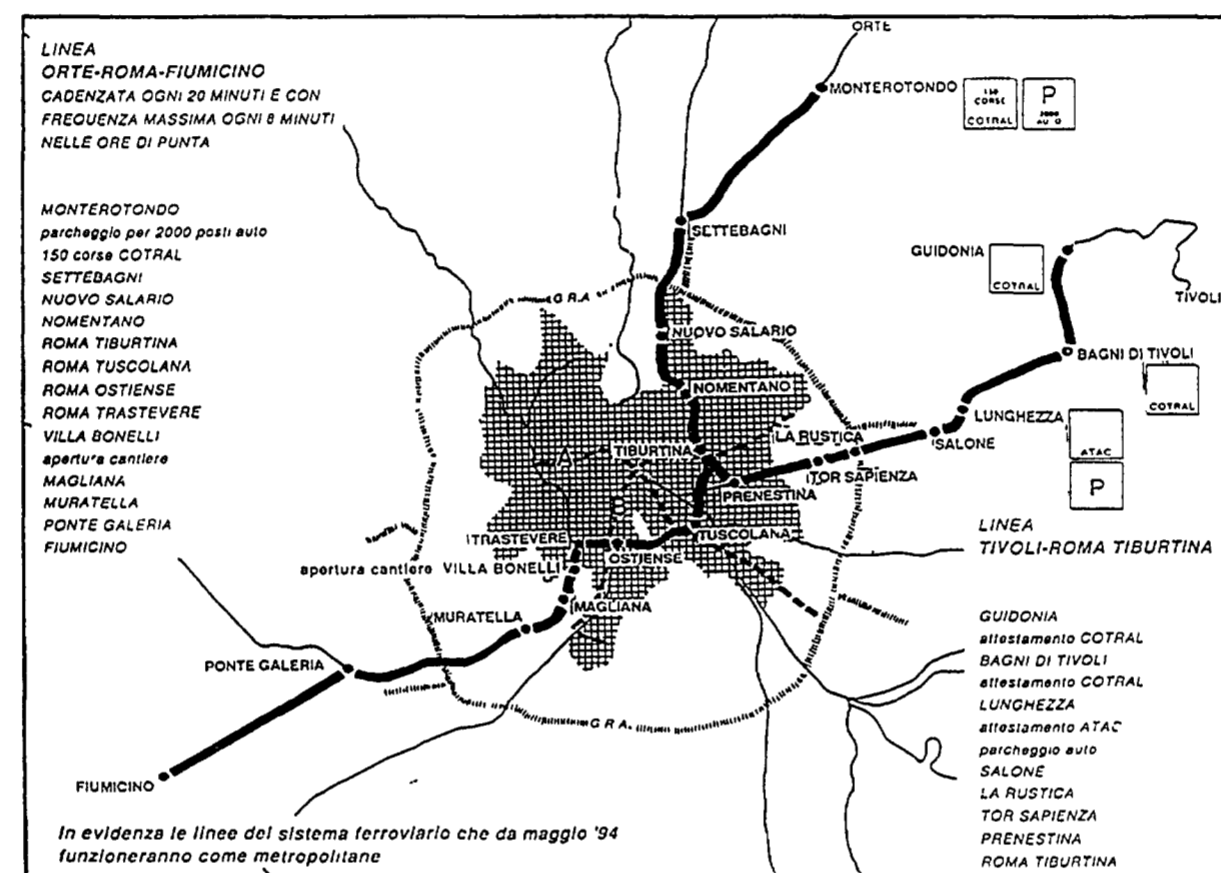 LINEA
ORTE-ROMA-FIUMICINO
CADENZATA OGNI 20 MINUTI E CON
FREQUENZA MASSIMA OGNI 8 MINUTI
NELLE ORE DI PUNTA
MONTEROTONDO
parcheggio per 2000 posti auto
150 corse COTRAL
SETTEBAGNI
NUOVO SALARIO
NOMENTANO
ROMA TIBURTINA
ROMA TUSCOLANA
ROMA OSTIENSE
ROMA TRASTEVERE
VILLA BONELLI
apertura cantiere
MAGLIANA
MURATELLA
PONTE GALERIA
FIUMICINO
ORTE
MONTEROTONDO
150
CORSE
COTRAL
P
2000
SETTEBAGNI
GUIDONIA
COTRAL
TIVOLI
G.R.A
NUOVO SALARIO
BAGNI DI TIVOLI
COTRAL
NOMENTANO
LUNGHEZZA
ATAC
P
LA RUSTICA
SALONE
A
TIBURTINA
TOR SAPIENZA
PRENESTINA
B
TRASTEVERE
TUSCOLANA
OSTIENSE
apertura cantiere VILLA BONELLI
MAGLIANA
MURATELLA
PONTE GALERIA
G.R.A.
FIUMICINO
LINEA
TIVOLI-ROMA TIBURTINA
GUIDONIA
attestamento COTRAL
BAGNI DI TIVOLI
attestamento COTRAL
LUNGHEZZA
attestamento ATAC
parcheggio auto
SALONE
LA RUSTICA
TOR SAPIENZA
PRENESTINA
ROMA TIBURTINA
In evidenza le linee del sistema ferroviario che da maggio '94
funzioneranno come metropolitane